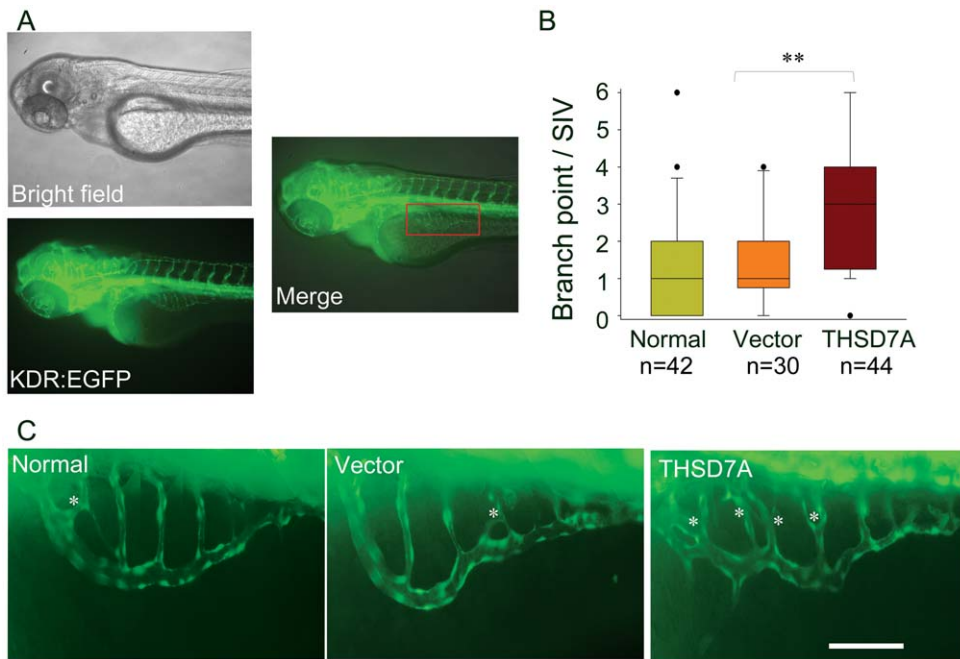 A
Bright field
KDR:EGFP
Merge
B
**
Branch point / SIV
6
5
4
3
2
1
0
Normal Vector THSD7A
n=42 n=30 n=44
C
Normal
*
Vector
*
THSD7A
* * * *